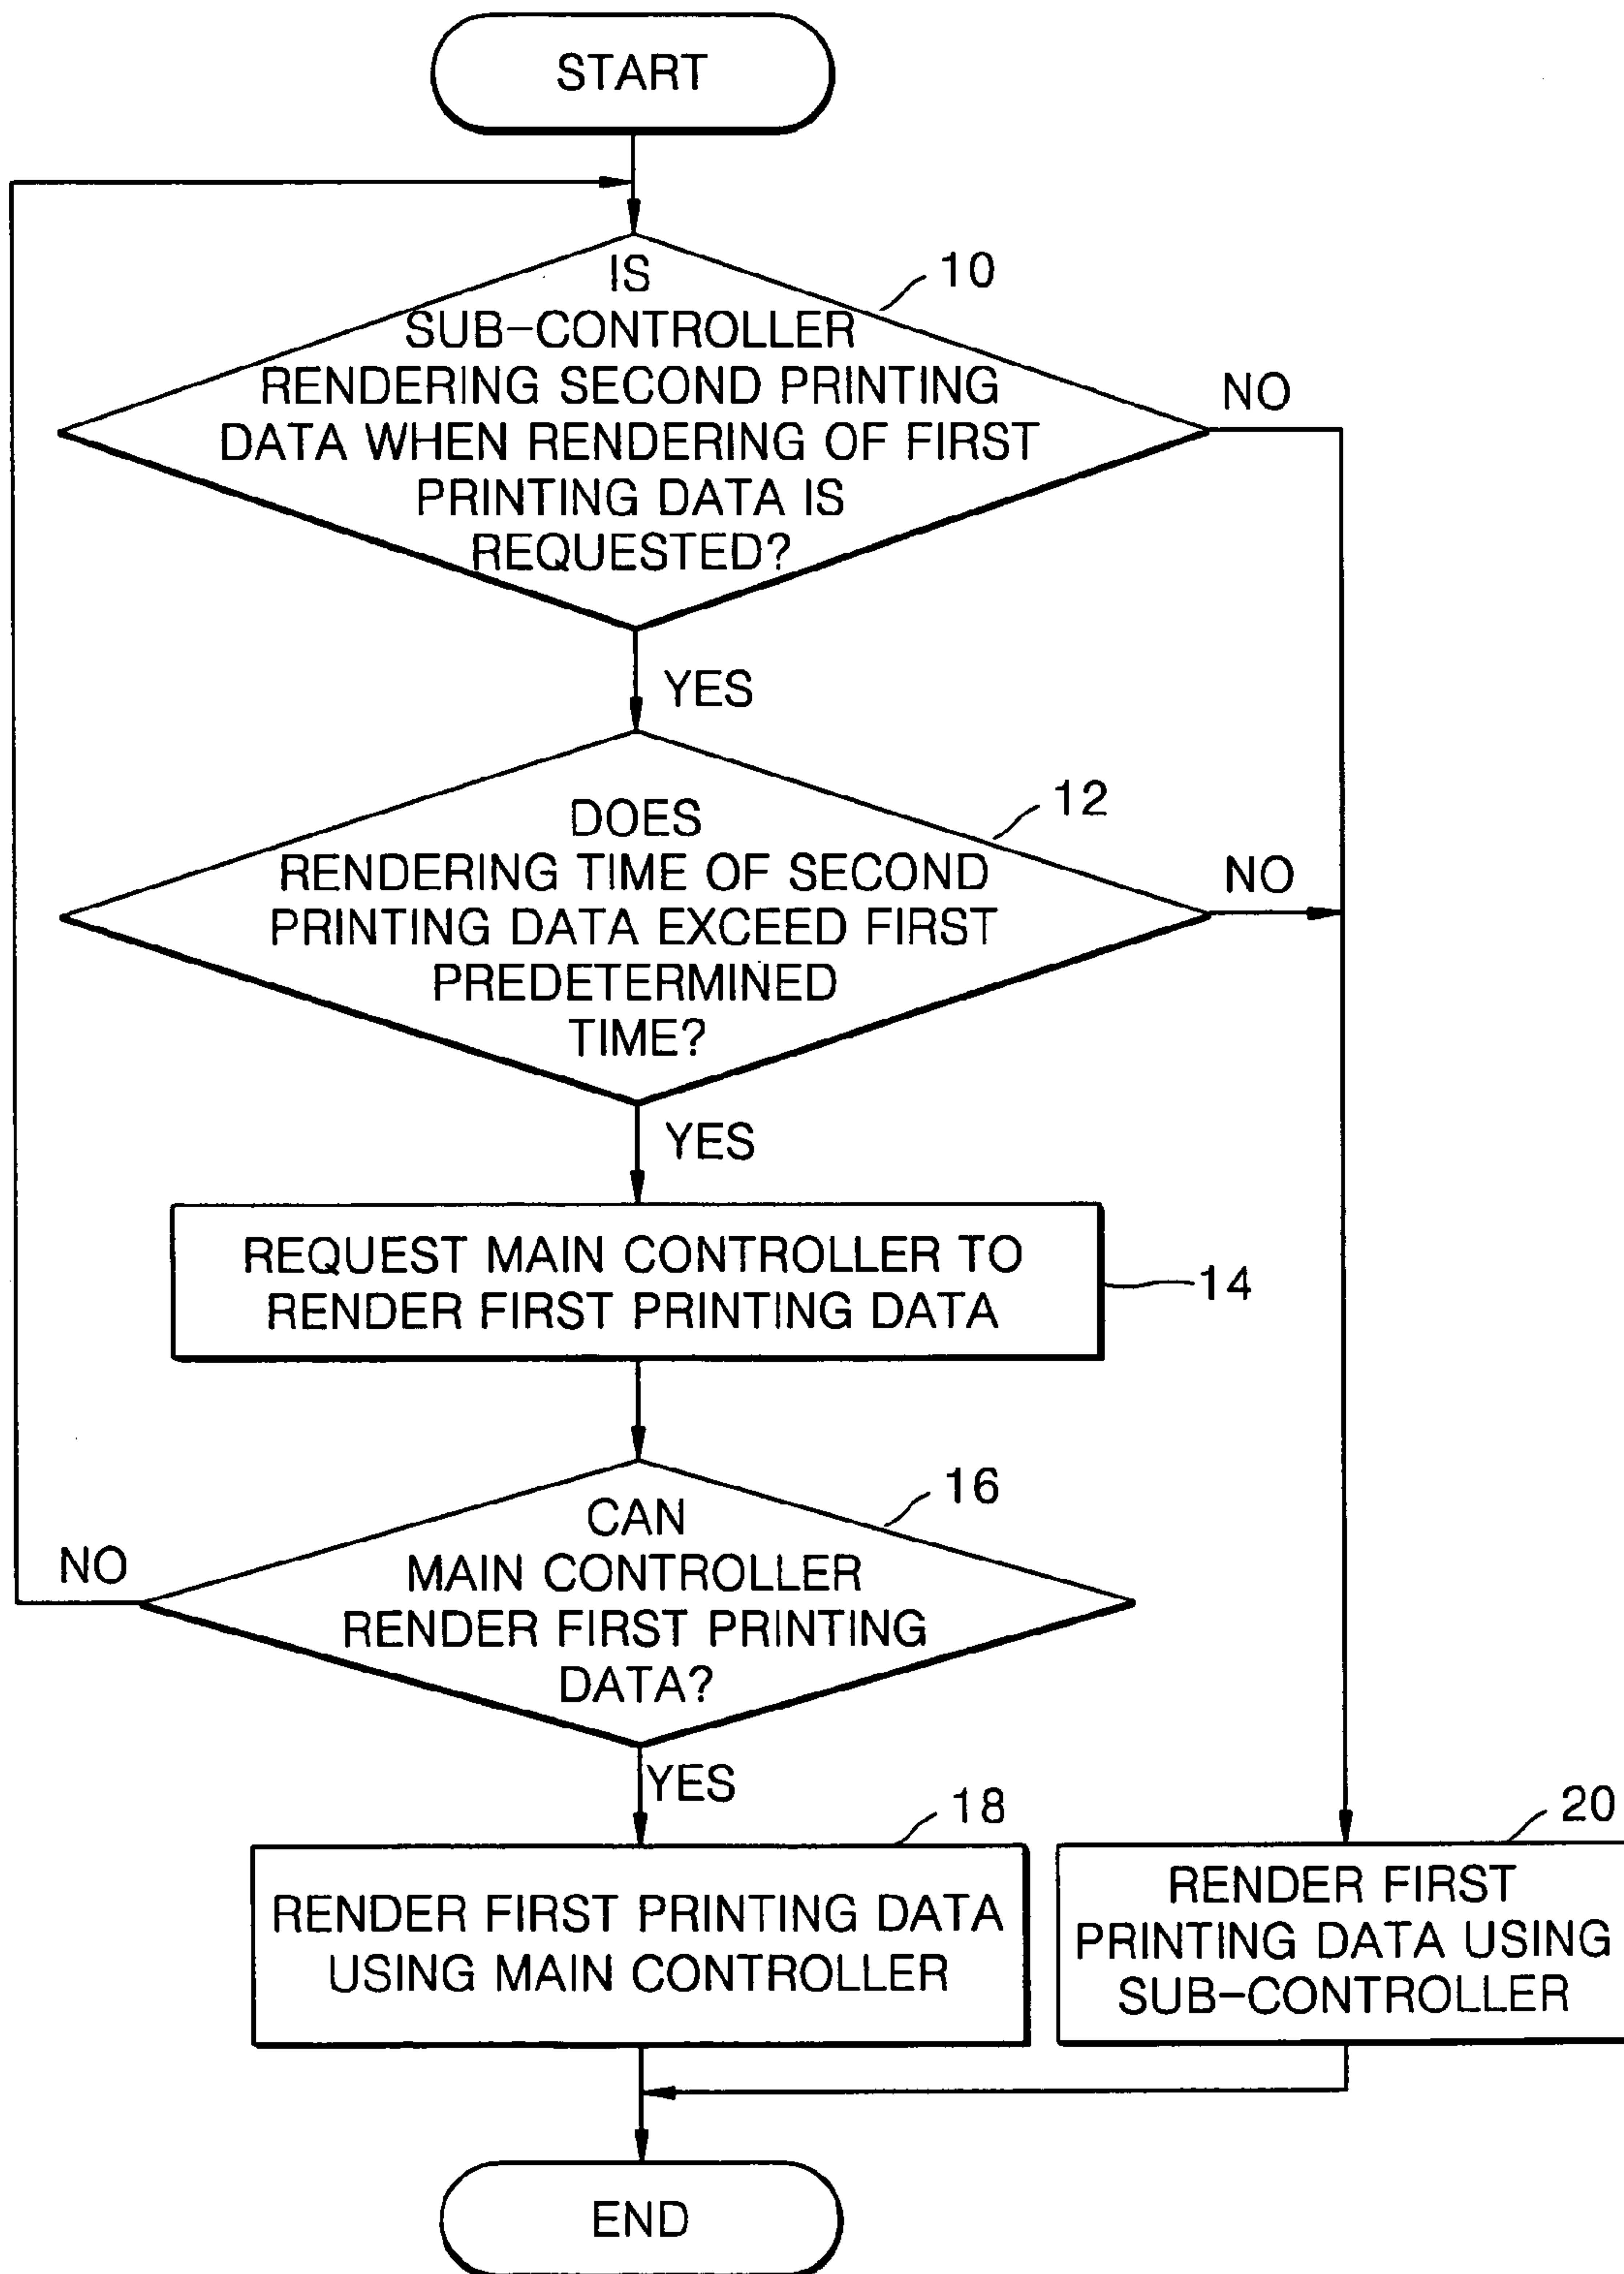 START
10
IS
SUB-CONTROLLER
RENDERING SECOND PRINTING
DATA WHEN RENDERING OF FIRST
PRINTING DATA IS
REQUESTED?
NO
YES
12
DOES
RENDERING TIME OF SECOND
PRINTING DATA EXCEED FIRST
PREDETERMINED
TIME?
NO
YES
REQUEST MAIN CONTROLLER TO
RENDER FIRST PRINTING DATA
14
16
CAN
MAIN CONTROLLER
RENDER FIRST PRINTING
DATA?
NO
YES
18
RENDER FIRST PRINTING DATA
USING MAIN CONTROLLER
20
RENDER FIRST
PRINTING DATA USING
SUB-CONTROLLER
END